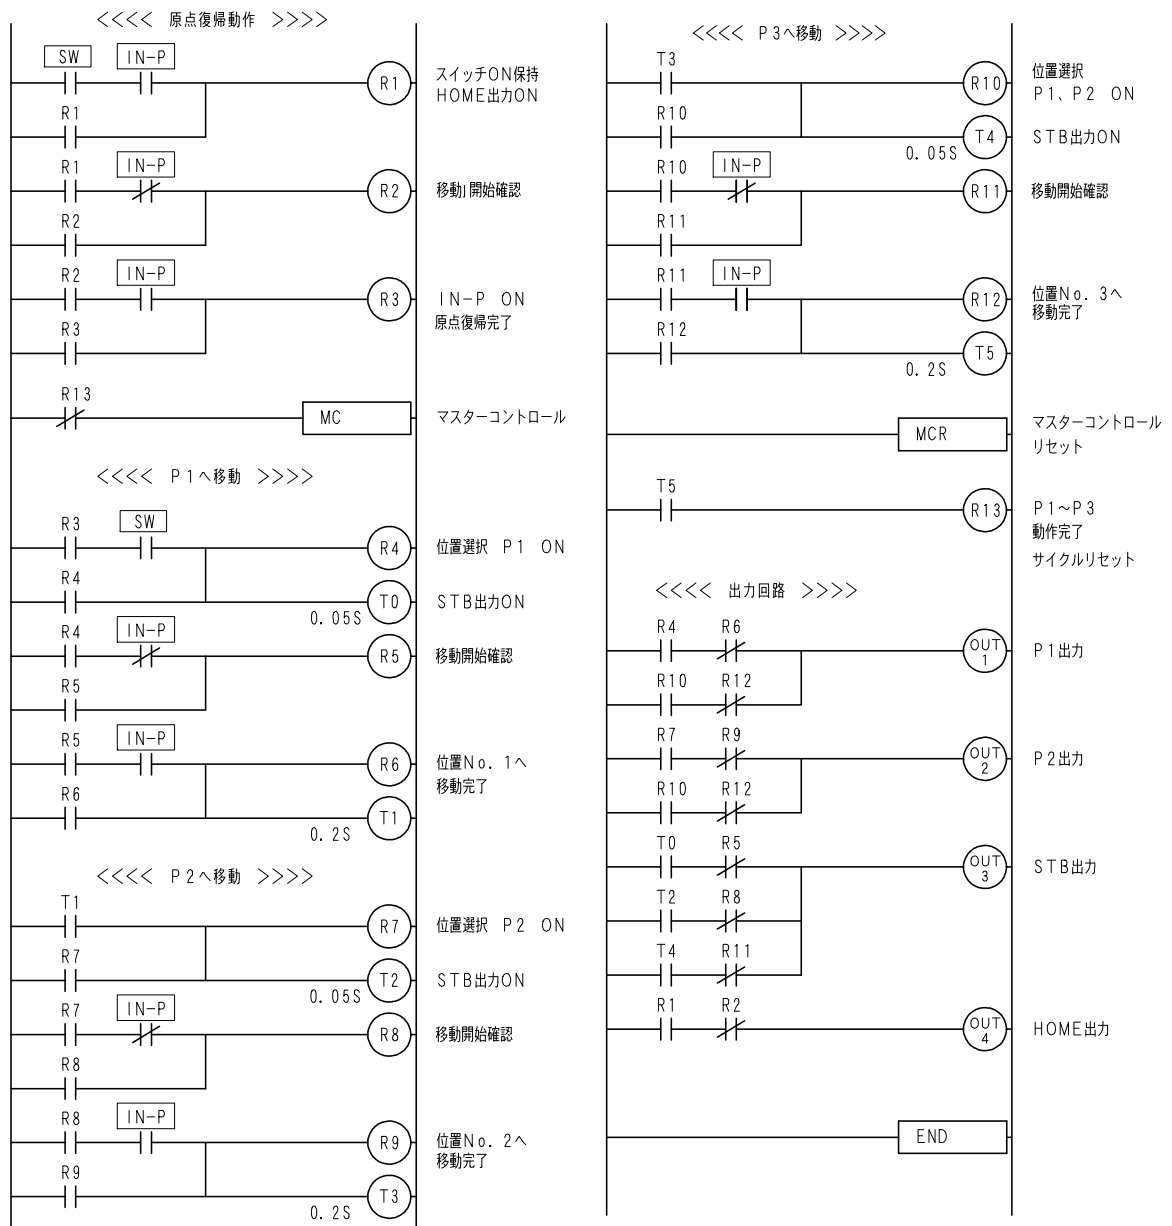 <<<< 原点復帰動作 >>>>
SW IN-P
R1 スイッチON保持
HOME出力ON
R1
R1 IN-P
R2 移動開始確認
R2
R2 IN-P
R3 IN-P ON
原点復帰完了
R3
R13
MC マスターコントロール
<<<< P1へ移動 >>>>
R3 SW
R4 位置選択 P1 ON
R4
T0 STB出力ON
0.05S
R4 IN-P
R5 移動開始確認
R5
R5 IN-P
R6 位置No.1へ
移動完了
R6
T1
0.2S
<<<< P2へ移動 >>>>
T1
R7 位置選択 P2 ON
R7
T2 STB出力ON
0.05S
R7 IN-P
R8 移動開始確認
R8
R8 IN-P
R9 位置No.2へ
移動完了
R9
T3
0.2S
<<<< P3へ移動 >>>>
T3
R10 位置選択
P1、P2 ON
R10
T4 STB出力ON
0.05S
R10 IN-P
R11 移動開始確認
R11
R11 IN-P
R12 位置No.3へ
移動完了
R12
T5
0.2S
MCR マスターコントロール
リセット
T5
R13 P1~P3
動作完了
サイクルリセット
<<<< 出力回路 >>>>
R4 R6
OUT 1 P1出力
R10 R12
R7 R9
OUT 2 P2出力
R10 R12
T0 R5
OUT 3 STB出力
T2 R8
T4 R11
R1 R2
OUT 4 HOME出力
END